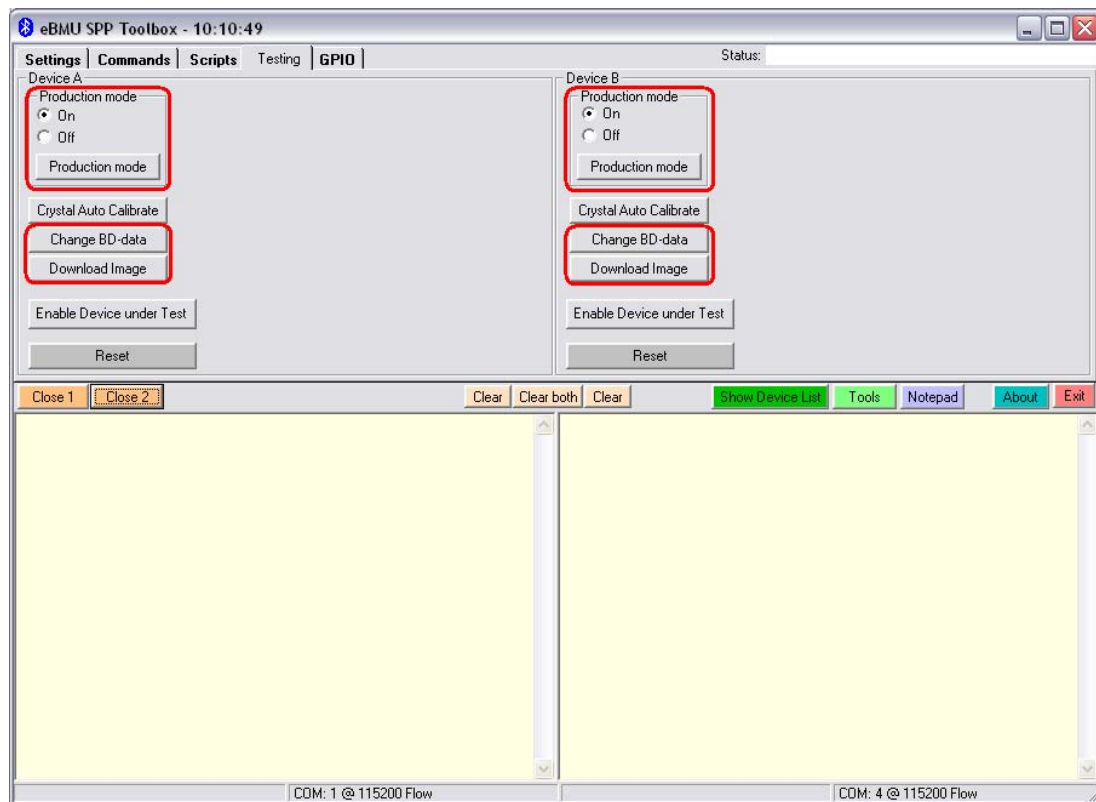 eBMU SPP Toolbox - 10:10:49
Settings Commands Scripts Testing GPIO Status:
Device A
Production mode
On
Off
Production mode
Crystal Auto Calibrate
Change BD-data
Download Image
Enable Device under Test
Reset
Device B
Production mode
On
Off
Production mode
Crystal Auto Calibrate
Change BD-data
Download Image
Enable Device under Test
Reset
Close 1 Close 2 Clear Clear both Clear Show Device List Tools Notepad About Exit
COM: 1 @ 115200 Flow COM: 4 @ 115200 Flow